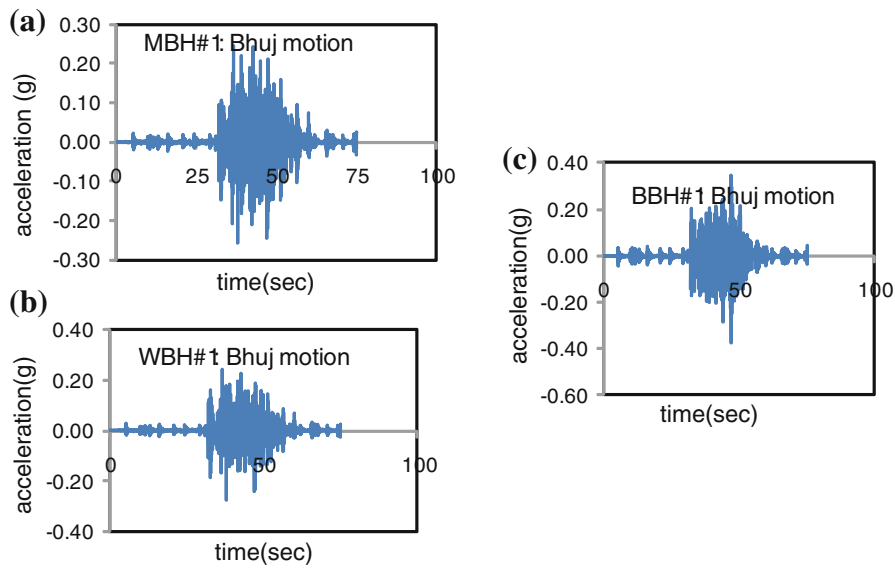 (a)
MBH#1: Bhuj motion
acceleration (g)
0.30
0.20
0.10
0.00
-0.10
-0.20
-0.30
0 25 50 75 100
time(sec)
(b)
WBH#1: Bhuj motion
acceleration(g)
0.40
0.20
0.00
-0.20
-0.40
0 50 100
time(sec)
(c)
BBH#1: Bhuj motion
acceleration(g)
0.40
0.20
0.00
-0.20
-0.40
-0.60
0 50 100
time(sec)